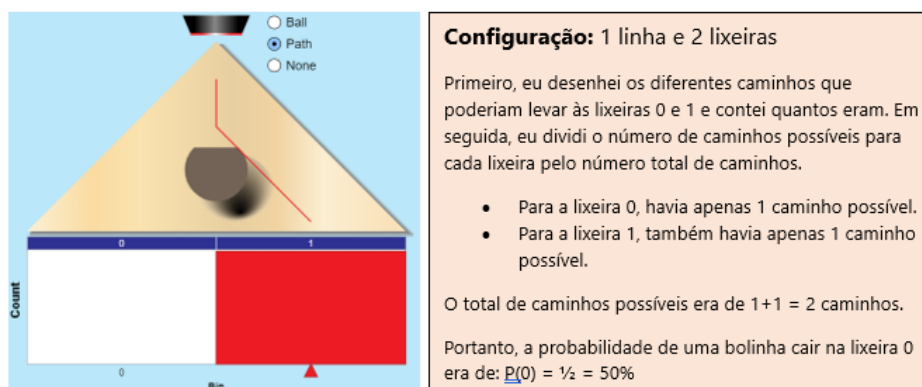 Ball
Path
None
0 1
Count
0
Bin
Configuração: 1 linha e 2 lixeiras
Primeiro, eu desenhei os diferentes caminhos que
poderiam levar às lixeiras 0 e 1 e contei quantos eram. Em
seguida, eu dividi o número de caminhos possíveis para
cada lixeira pelo número total de caminhos.
• Para a lixeira 0, havia apenas 1 caminho possível.
• Para a lixeira 1, também havia apenas 1 caminho
possível.
O total de caminhos possíveis era de 1+1 = 2 caminhos.
Portanto, a probabilidade de uma bolinha cair na lixeira 0
era de: P(0) = ½ = 50%